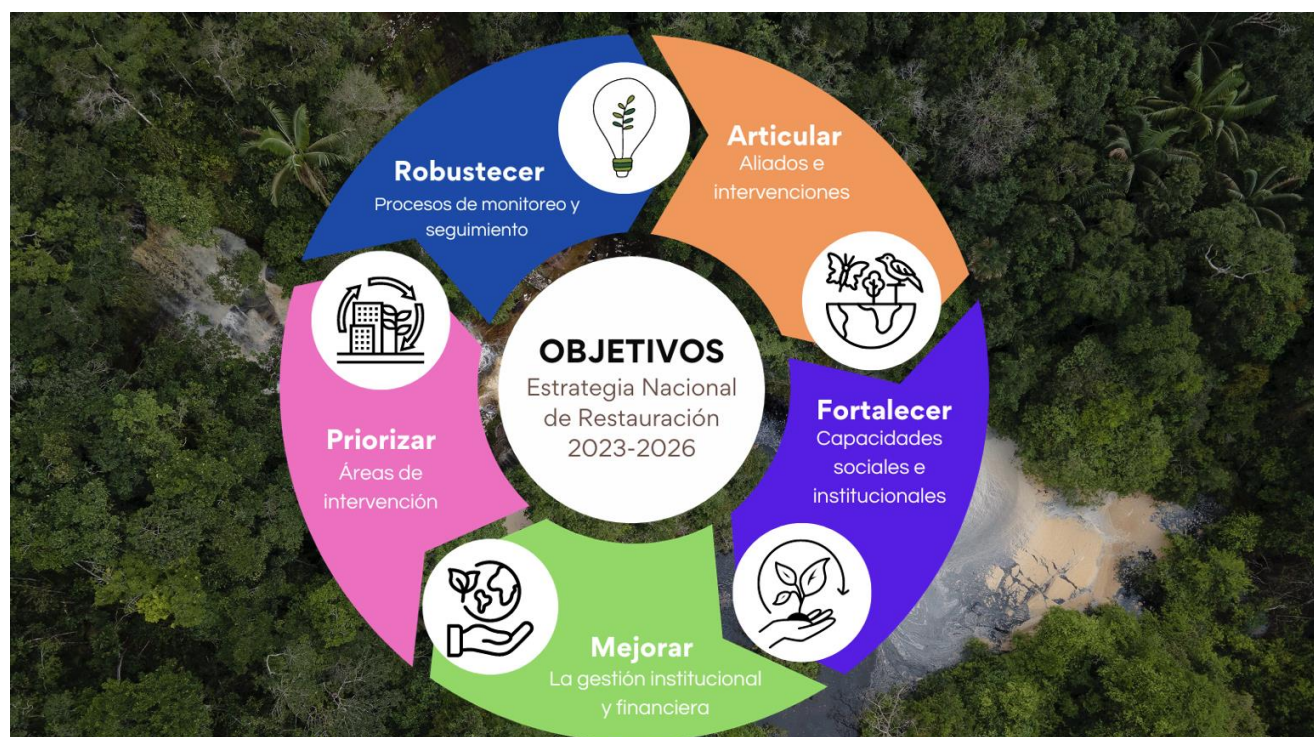 OBJETIVOS
Estrategia Nacional
de Restauración
2023-2026
Articular
Aliados e
intervenciones
Fortalecer
Capacidades
sociales e
institucionales
Mejorar
La gestión institucional
y financiera
Priorizar
Áreas de
intervención
Robustecer
Procesos de monitoreo y
seguimiento